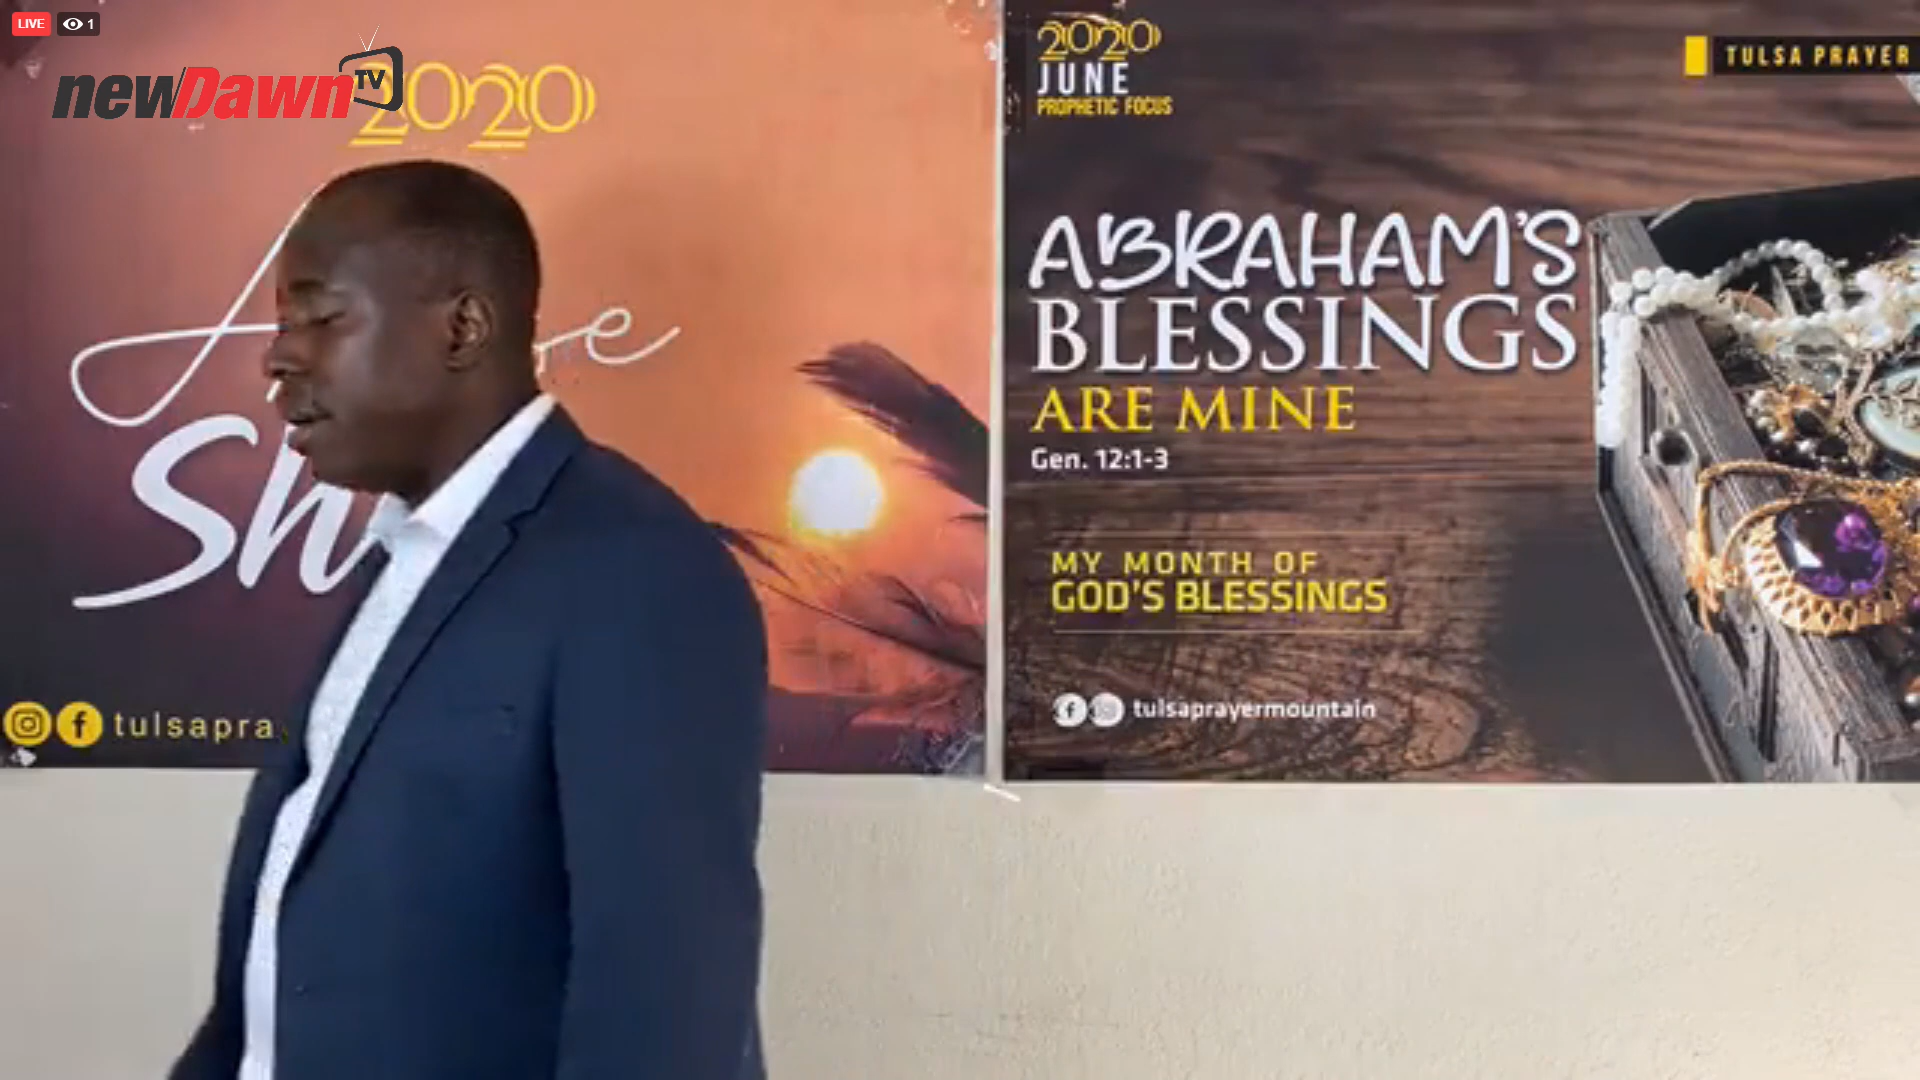 LIVE 1
newDawn TV
2020
tulsapra
2020
JUNE
PROPHETIC FOCUS
TULSA PRAYER
ABRAHAM'S
BLESSINGS
ARE MINE
Gen. 12:1-3
MY MONTH OF
GOD'S BLESSINGS
tulsaprayermountain